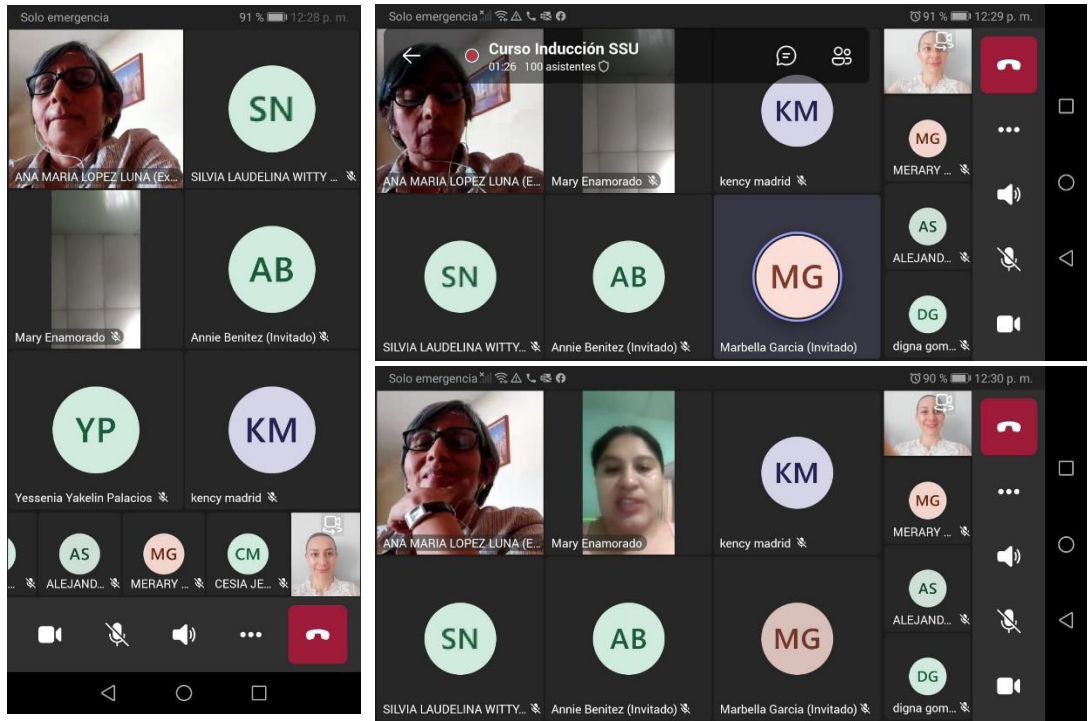 Solo emergencia 91 % 12:28 p. m.
SN
ANA MARIA LOPEZ LUNA (Ex...
SILVIA LAUDELINA WITTY ...
AB
Mary Enamorado
Annie Benitez (Invitado)
YP
KM
Yessenia Yakelin Palacios
kency madrid
AS
MG
CM
...
ALEJAND...
MERARY ...
CESIA JE...
Solo emergencia 91 % 12:29 p. m.
Curso Inducción SSU
01:26 100 asistentes
KM
MG
ANA MARIA LOPEZ LUNA (E...
Mary Enamorado
kency madrid
MERARY ...
SN
AB
MG
AS
ALEJAND...
DG
SILVIA LAUDELINA WITTY...
Annie Benitez (Invitado)
Marbella Garcia (Invitado)
digna gom...
Solo emergencia 90 % 12:30 p. m.
KM
MG
ANA MARIA LOPEZ LUNA (E...
Mary Enamorado
kency madrid
MERARY ...
SN
AB
MG
AS
ALEJAND...
DG
SILVIA LAUDELINA WITTY...
Annie Benitez (Invitado)
Marbella Garcia (Invitado)
digna gom...